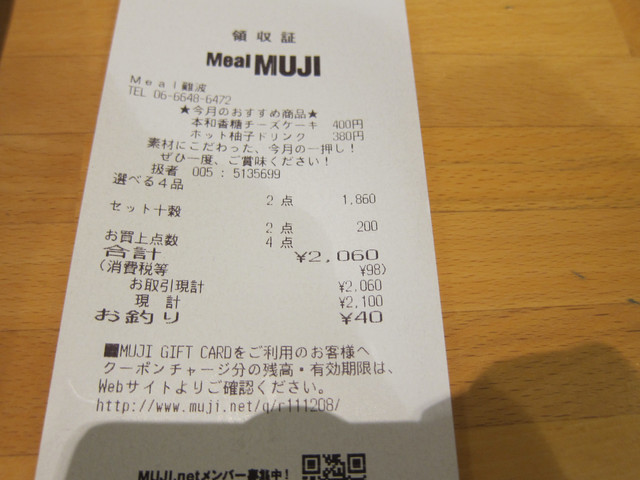 領収証
Meal MUJI
Meal難波
TEL 06-6648-6472
★今月のおすすめ商品★
本和香糖チーズケーキ 400円
ホット柚子ドリンク 380円
素材にこだわった、今月の一押し!
ぜひ一度、ご賞味ください!
扱者 005 : 5135699
選べる4品
2 点 1,860
セット十穀
2 点 200
お買上点数 4 点
合計 ¥2,060
(消費税等 ¥98)
お取引現計 ¥2,060
現 計 ¥2,100
お釣り ¥40
■MUJI GIFT CARDをご利用のお客様へ
クーポンチャージ分の残高・有効期限は、
Webサイトよりご確認ください。
http://www.muji.net/q/r111208/
MUJI.netメンバー募集中!